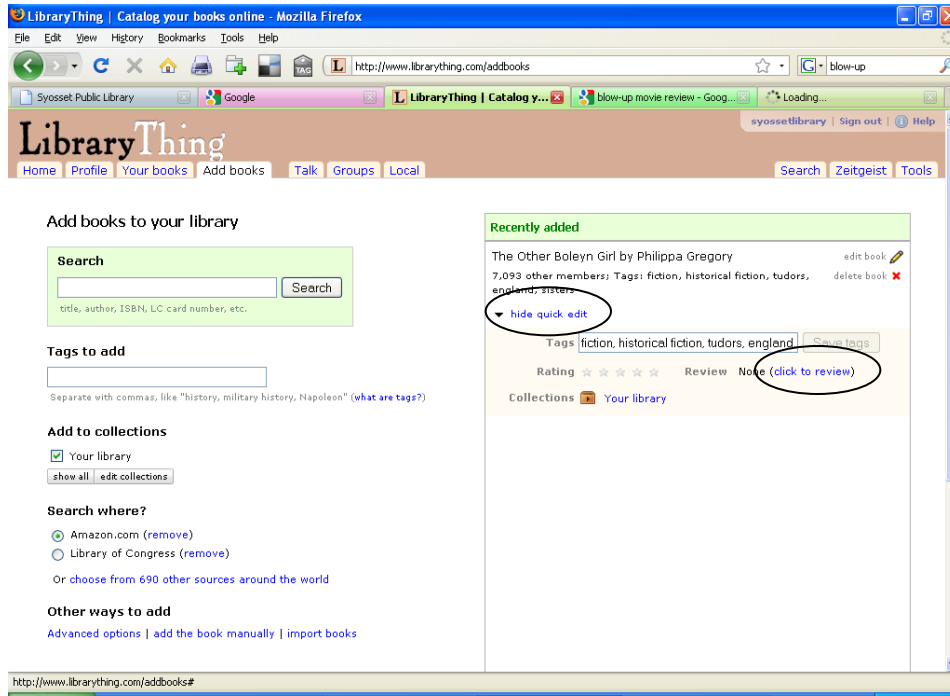 LibraryThing | Catalog your books online - Mozilla Firefox
File Edit View History Bookmarks Tools Help
TAG L http://www.librarything.com/addbooks G blow-up
Syosset Public Library Google L LibraryThing | Catalog y... blow-up movie review - Goog... Loading...
syossetlibrary | Sign out | Help
LibraryThing
Home Profile Your books Add books Talk Groups Local Search Zeitgeist Tools
Add books to your library
Search
Search
title, author, ISBN, LC card number, etc.
Tags to add
Separate with commas, like "history, military history, Napoleon" (what are tags?)
Add to collections
Your library
show all edit collections
Search where?
Amazon.com (remove)
Library of Congress (remove)
Or choose from 690 other sources around the world
Other ways to add
Advanced options | add the book manually | import books
Recently added
The Other Boleyn Girl by Philippa Gregory edit book
7,093 other members; Tags: fiction, historical fiction, tudors, delete book
england, sisters
hide quick edit
Tags fiction, historical fiction, tudors, england Save tags
Rating Review None (click to review)
Collections Your library
http://www.librarything.com/addbooks#